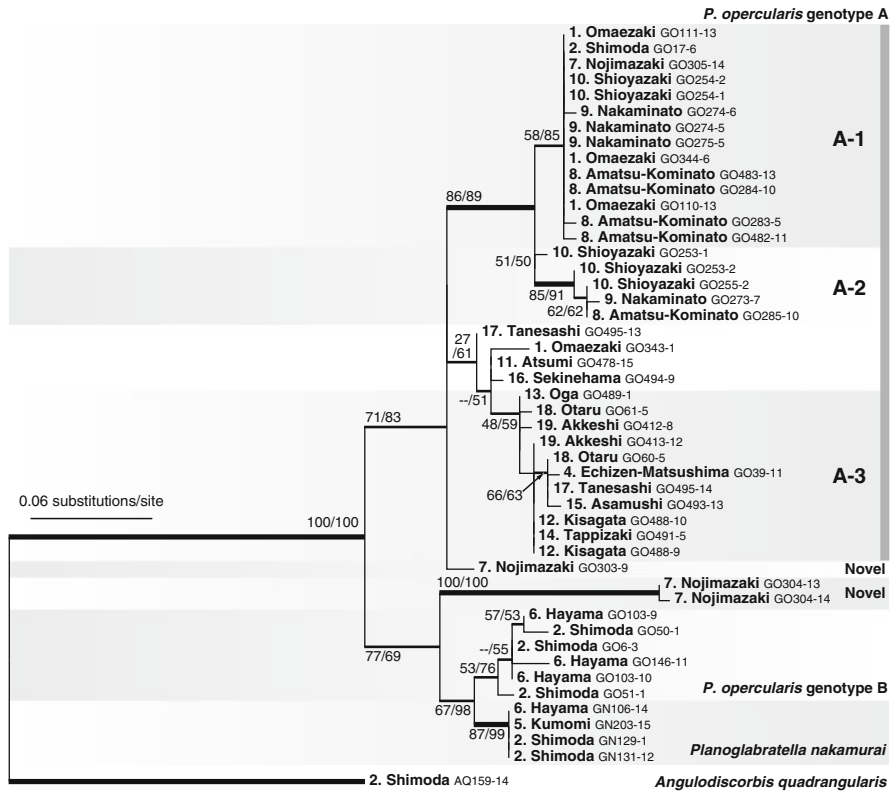 P. opercularis genotype A
1. Omaezaki GO111-13
2. Shimoda GO17-6
7. Nojimazaki GO305-14
10. Shioyazaki GO254-2
10. Shioyazaki GO254-1
9. Nakaminato GO274-6
58/85
9. Nakaminato GO274-5
A-1
9. Nakaminato GO275-5
1. Omaezaki GO344-6
8. Amatsu-Kominato GO483-13
8. Amatsu-Kominato GO284-10
86/89
1. Omaezaki GO110-13
8. Amatsu-Kominato GO283-5
8. Amatsu-Kominato GO482-11
10. Shioyazaki GO253-1
51/50
10. Shioyazaki GO253-2
10. Shioyazaki GO255-2
A-2
85/91
9. Nakaminato GO273-7
62/62
8. Amatsu-Kominato GO285-10
17. Tanesashi GO495-13
27
/61
1. Omaezaki GO343-1
11. Atsumi GO478-15
16. Sekinehama GO494-9
--/51
13. Oga GO489-1
18. Otaru GO61-5
71/83
48/59
19. Akkeshi GO412-8
19. Akkeshi GO413-12
18. Otaru GO60-5
4. Echizen-Matsushima GO39-11
A-3
66/63
17. Tanesashi GO495-14
0.06 substitutions/site
15. Asamushi GO493-13
12. Kisagata GO488-10
100/100
14. Tappizaki GO491-5
12. Kisagata GO488-9
7. Nojimazaki GO303-9
Novel
100/100
7. Nojimazaki GO304-13
Novel
7. Nojimazaki GO304-14
57/53
6. Hayama GO103-9
2. Shimoda GO50-1
--/55
2. Shimoda GO6-3
77/69
53/76
6. Hayama GO146-11
6. Hayama GO103-10
2. Shimoda GO51-1
P. opercularis genotype B
67/98
6. Hayama GN106-14
5. Kumomi GN203-15
87/99
2. Shimoda GN129-1
2. Shimoda GN131-12
Planoglabratella nakamurai
2. Shimoda AQ159-14
Angulodiscorbis quadrangularis